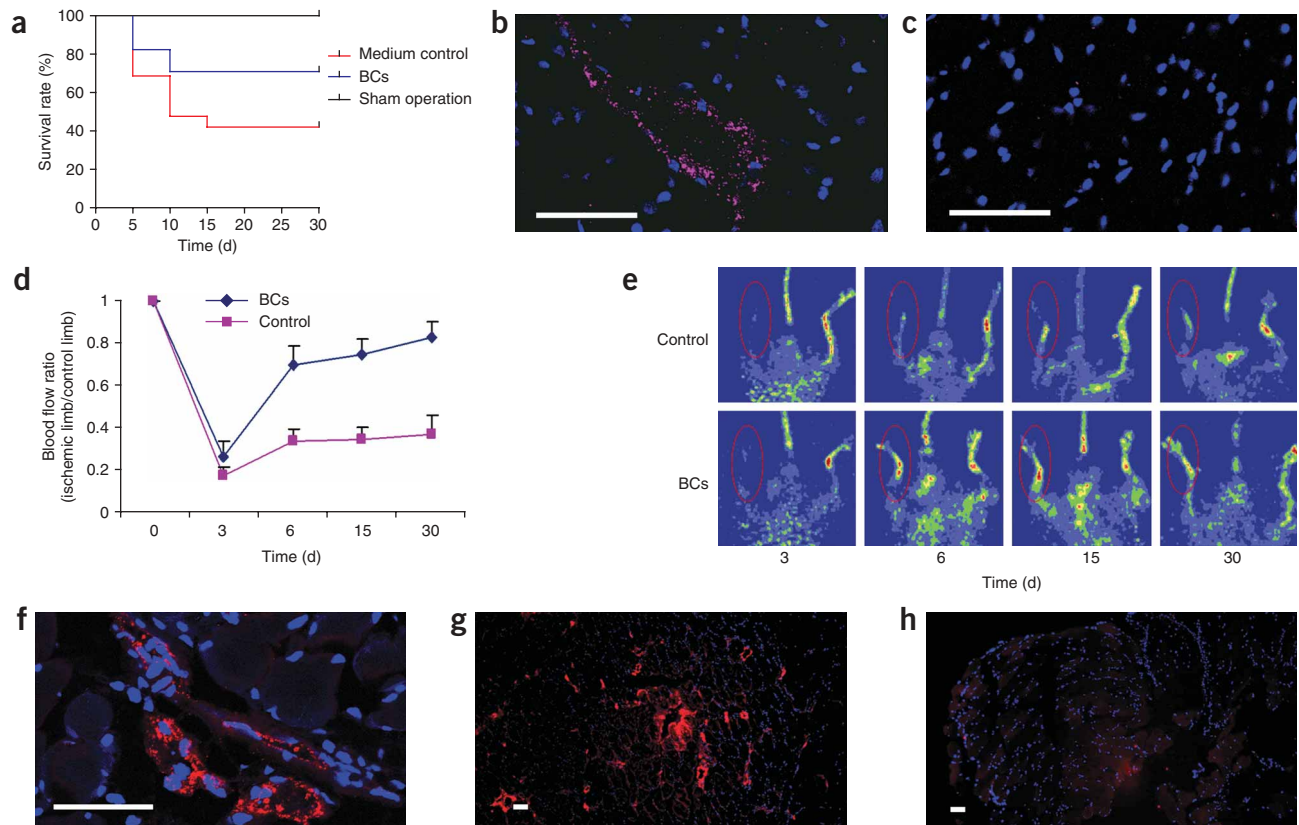 a
Survival rate (%)
100
80
60
40
20
0
0 5 10 15 20 25 30
Time (d)
Medium control
BCs
Sham operation
b
c
d
Blood flow ratio
(ischemic limb/control limb)
1
0.8
0.6
0.4
0.2
0
0 3 6 15 30
Time (d)
BCs
Control
e
Control
BCs
3 6 15 30
Time (d)
f
g
h